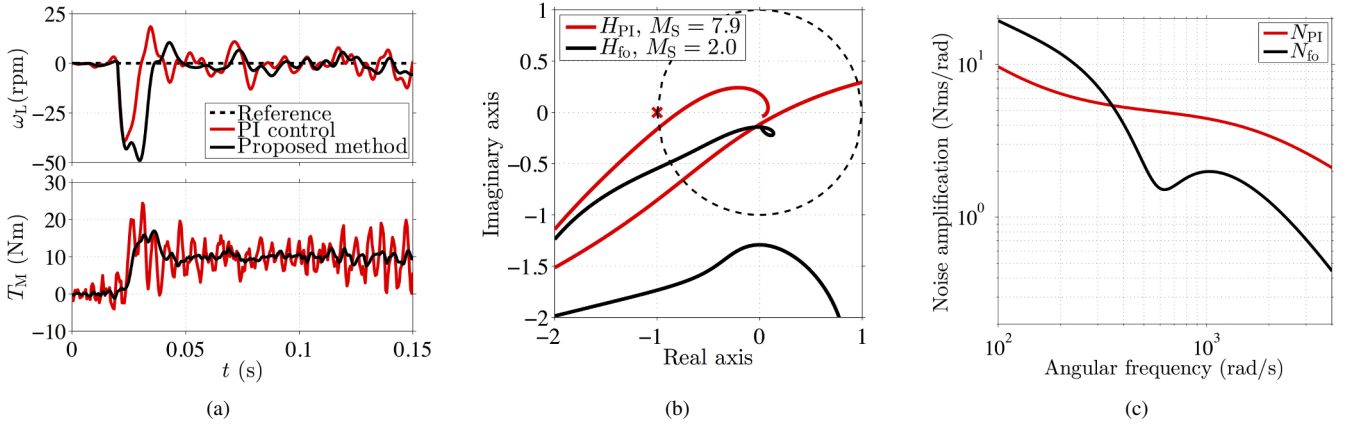 25
0
−25
−50
ω_L (rpm)
Reference
PI control
Proposed method
30
20
10
0
−10
T_M (Nm)
0 0.05 0.1 0.15
t (s)
(a)
1
0.5
0
−0.5
−1
−1.5
−2
Imaginary axis
H_PI, M_S = 7.9
H_fo, M_S = 2.0
−2 −1 0 1
Real axis
(b)
10^1
10^0
Noise amplification (Nms/rad)
N_PI
N_fo
10^2 10^3
Angular frequency (rad/s)
(c)